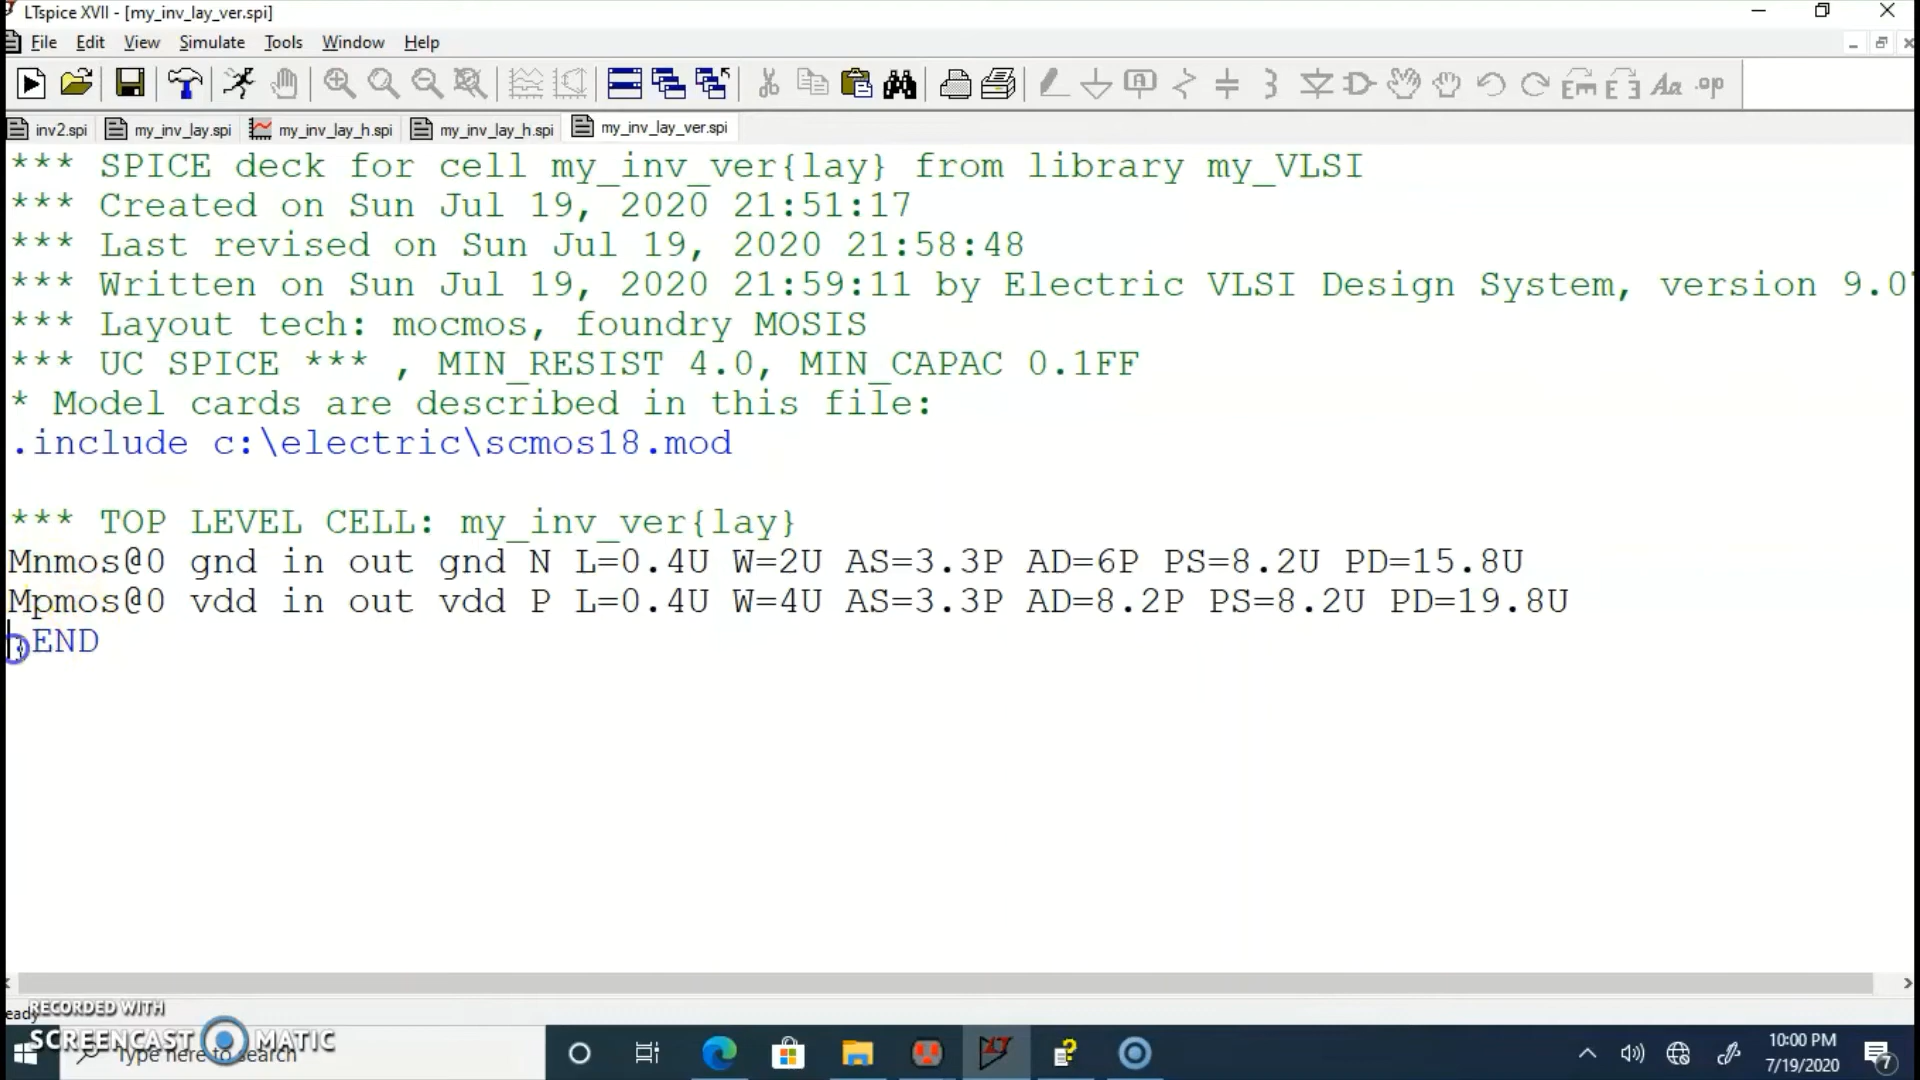 LTspice XVII - [my_inv_lay_ver.spi]
File Edit View Simulate Tools Window Help
inv2.spi my_inv_lay.spi my_inv_lay_h.spi my_inv_lay_h.spi my_inv_lay_ver.spi
*** SPICE deck for cell my_inv_ver{lay} from library my_VLSI
*** Created on Sun Jul 19, 2020 21:51:17
*** Last revised on Sun Jul 19, 2020 21:58:48
*** Written on Sun Jul 19, 2020 21:59:11 by Electric VLSI Design System, version 9.0
*** Layout tech: mocmos, foundry MOSIS
*** UC SPICE *** , MIN_RESIST 4.0, MIN_CAPAC 0.1FF
* Model cards are described in this file:
.include c:\electric\scmos18.mod
*** TOP LEVEL CELL: my_inv_ver{lay}
Mnmos@0 gnd in out gnd N L=0.4U W=2U AS=3.3P AD=6P PS=8.2U PD=15.8U
Mpmos@0 vdd in out vdd P L=0.4U W=4U AS=3.3P AD=8.2P PS=8.2U PD=19.8U
.END
RECORDED WITH
eady
SCREENCAST MATIC
Type here to search
10:00 PM
7/19/2020
7